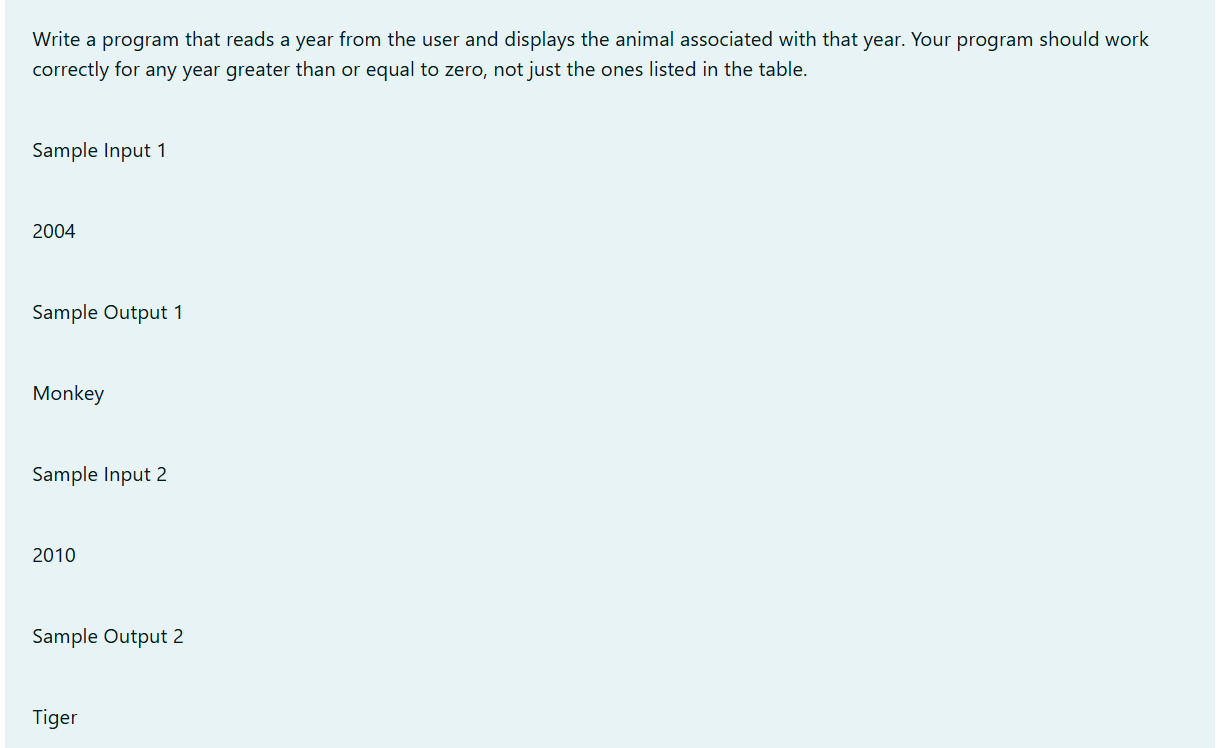 Write a program that reads a year from the user and displays the animal associated with that year. Your program should work
correctly for any year greater than or equal to zero, not just the ones listed in the table.
Sample Input 1
2004
Sample Output 1
Monkey
Sample Input 2
2010
Sample Output 2
Tiger